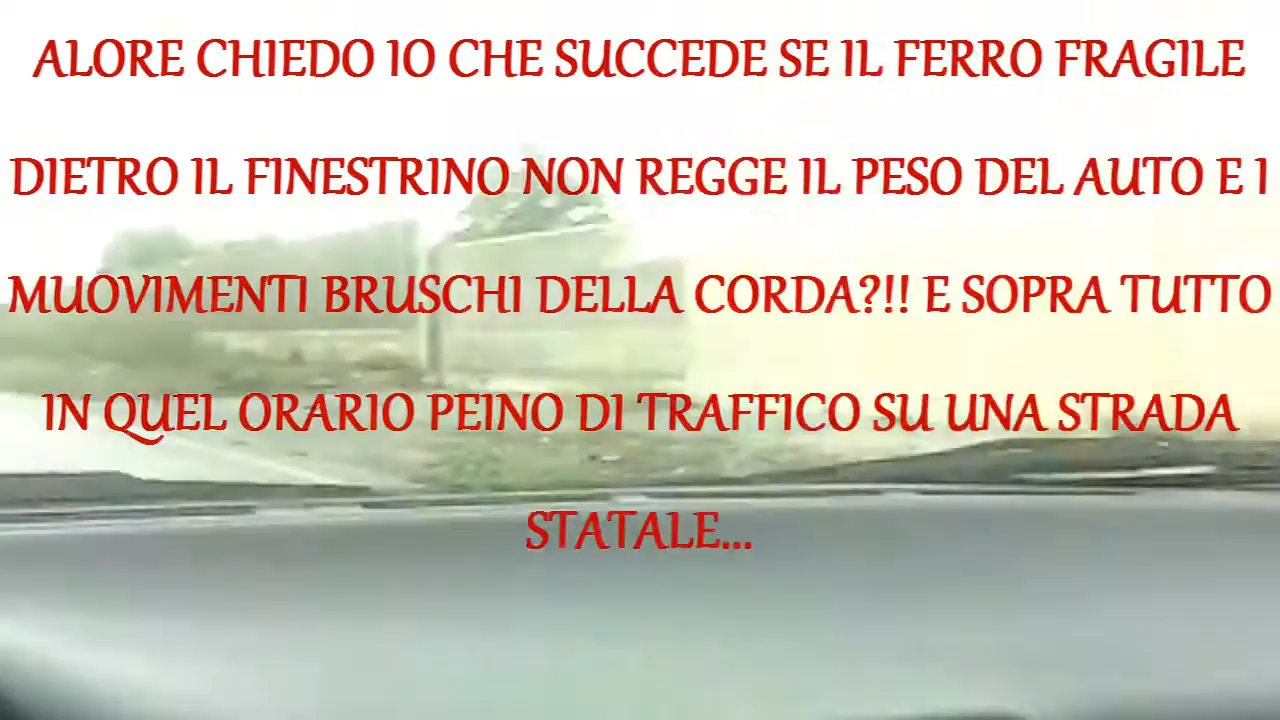 ALORE CHIEDO IO CHE SUCCEDE SE IL FERRO FRAGILE
DIETRO IL FINESTRINO NON REGGE IL PESO DEL AUTO E I
MUOVIMENTI BRUSCHI DELLA CORDA?!! E SOPRA TUTTO
IN QUEL ORARIO PEINO DI TRAFFICO SU UNA STRADA
STATALE...